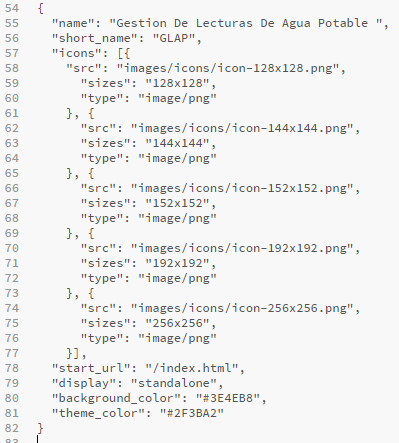 54 {
55 "name": "Gestion De Lecturas De Agua Potable ",
56 "short_name": "GLAP",
57 "icons": [{
58 "src": "images/icons/icon-128x128.png",
59 "sizes": "128x128",
60 "type": "image/png"
61 }, {
62 "src": "images/icons/icon-144x144.png",
63 "sizes": "144x144",
64 "type": "image/png"
65 }, {
66 "src": "images/icons/icon-152x152.png",
67 "sizes": "152x152",
68 "type": "image/png"
69 }, {
70 "src": "images/icons/icon-192x192.png",
71 "sizes": "192x192",
72 "type": "image/png"
73 }, {
74 "src": "images/icons/icon-256x256.png",
75 "sizes": "256x256",
76 "type": "image/png"
77 }],
78 "start_url": "/index.html",
79 "display": "standalone",
80 "background_color": "#3E4EB8",
81 "theme_color": "#2F3BA2"
82 }
83